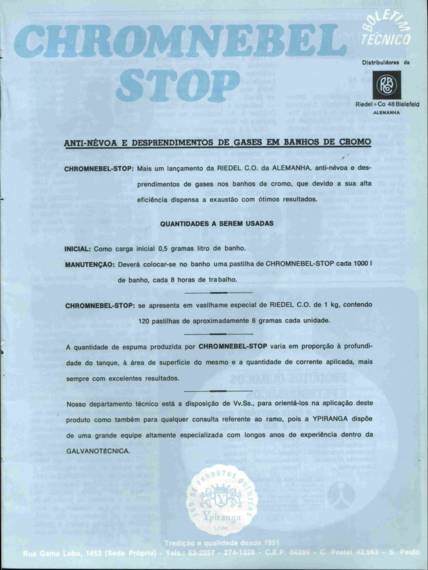 CHROMNEBEL
STOP
BOLETIM
TÉCNICO
Distribuidores da
Riedel + Co 48 Bielefeld
ALEMANHA
ANTI-NÉVOA E DESPRENDIMENTOS DE GASES EM BANHOS DE CROMO
CHROMNEBEL-STOP: Mais um lançamento da RIEDEL C.O. da ALEMANHA, anti-névoa e des-
prendimentos de gases nos banhos de cromo, que devido a sua alta
eficiência dispensa a exaustão com ótimos resultados.
QUANTIDADES A SEREM USADAS
INICIAL: Como carga inicial 0,5 gramas litro de banho.
MANUTENÇÃO: Deverá colocar-se no banho uma pastilha de CHROMNEBEL-STOP cada 1000 l
de banho, cada 8 horas de trabalho.
CHROMNEBEL-STOP: se apresenta em vasilhame especial de RIEDEL C.O. de 1 kg, contendo
120 pastilhas de aproximadamente 8 gramas cada unidade.
A quantidade de espuma produzida por CHROMNEBEL-STOP varia em proporção à profundi-
dade do tanque, à área de superfície do mesmo e a quantidade de corrente aplicada, mais
sempre com excelentes resultados.
Nosso departamento técnico está a disposição de Vv.Ss., para orientá-los na aplicação deste
produto como também para qualquer consulta referente ao ramo, pois a YPIRANGA dispõe
de uma grande equipe altamente especializada com longos anos de experiência dentro da
GALVANOTÉCNICA.
Ypiranga
Tradição e qualidade desde 1951
Rua Gama Lobo, 1453 (Sede Própria) - Tels.: - C.E.P. - C. Postal - S. Paulo